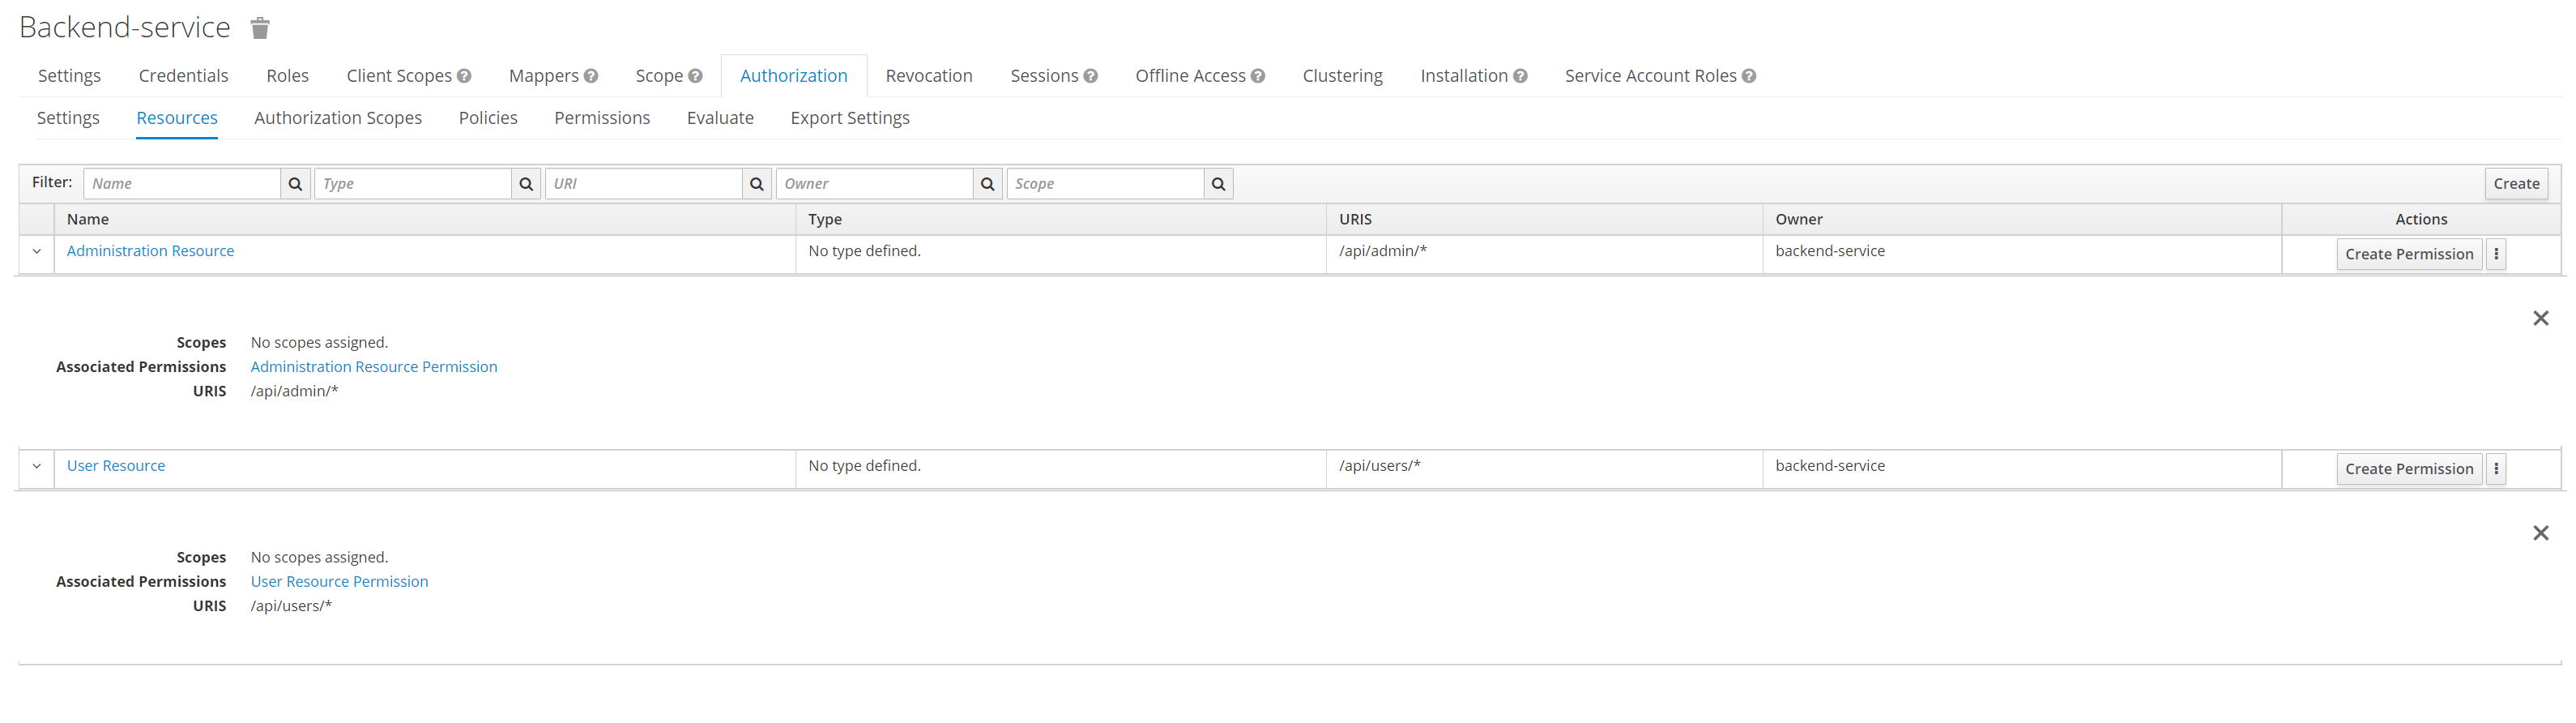 Backend-service
Settings Credentials Roles Client Scopes Mappers Scope Authorization Revocation Sessions Offline Access Clustering Installation Service Account Roles
Settings Resources Authorization Scopes Policies Permissions Evaluate Export Settings
Filter: Name Type URI Owner Scope Create
Name Type URIS Owner Actions
Administration Resource No type defined. /api/admin/* backend-service Create Permission
Scopes No scopes assigned.
Associated Permissions Administration Resource Permission
URIS /api/admin/*
User Resource No type defined. /api/users/* backend-service Create Permission
Scopes No scopes assigned.
Associated Permissions User Resource Permission
URIS /api/users/*